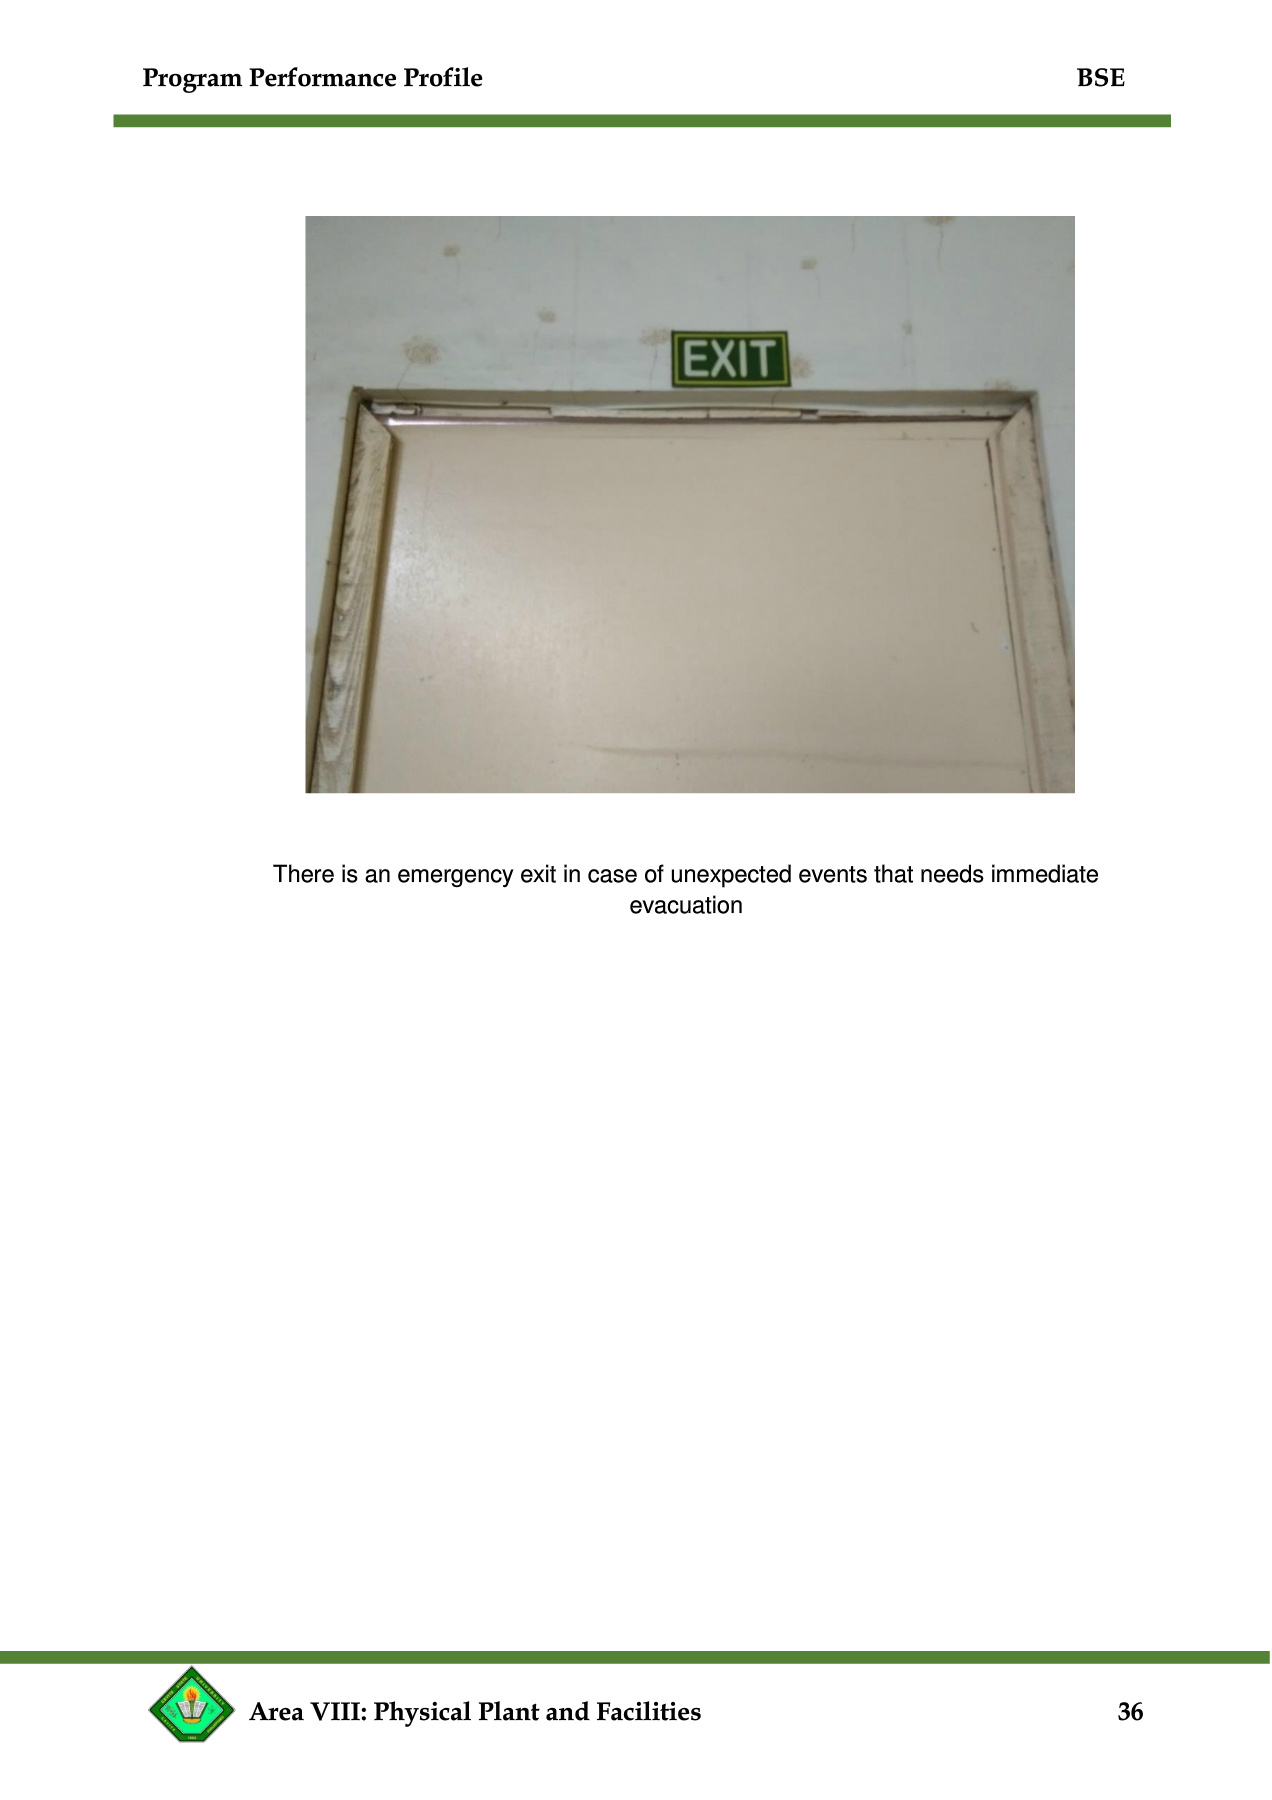 Program Performance Profile BSE
EXIT
There is an emergency exit in case of unexpected events that needs immediate
evacuation
Area VIII: Physical Plant and Facilities 36